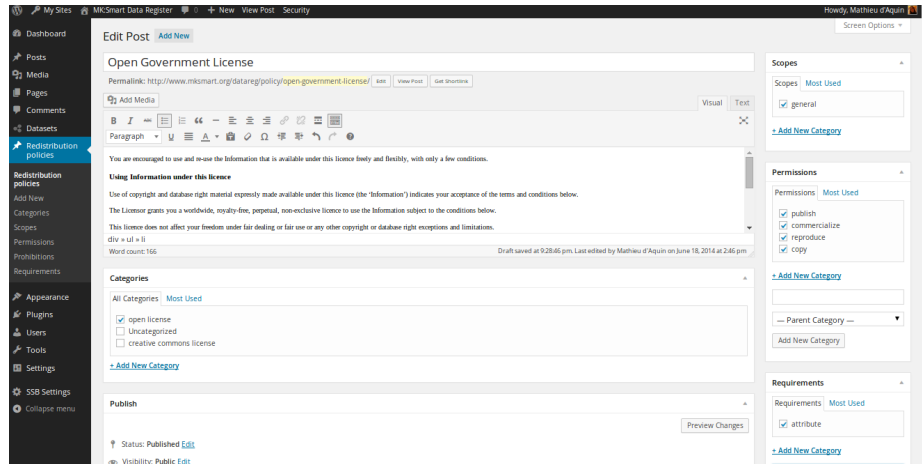 My Sites MK:Smart Data Register 0 + New View Post Security Howdy, Mathieu d'Aquin
Screen Options
Dashboard
Posts
Media
Pages
Comments
Datasets
Redistribution
policies
Redistribution
policies
Add New
Categories
Scopes
Permissions
Prohibitions
Requirements
Appearance
Plugins
Users
Tools
Settings
SSB Settings
Collapse menu
Edit Post Add New
Open Government License
Permalink: http://www.mksmart.org/datareg/policy/open-government-license/ Edit View Post Get Shortlink
Add Media
Visual Text
B I ABC
Paragraph U A Ω
You are encouraged to use and re-use the Information that is available under this licence freely and flexibly, with only a few conditions.
Using Information under this licence
Use of copyright and database right material expressly made available under this licence (the 'Information') indicates your acceptance of the terms and conditions below.
The Licensor grants you a worldwide, royalty-free, perpetual, non-exclusive licence to use the Information subject to the conditions below.
This licence does not affect your freedom under fair dealing or fair use or any other copyright or database right exceptions and limitations.
div » ul » li
Word count: 166 Draft saved at 9:28:46 pm. Last edited by Mathieu d'Aquin on June 18, 2014 at 2:46 pm
Categories
All Categories Most Used
open license
Uncategorized
creative commons license
+ Add New Category
Publish
Preview Changes
Status: Published Edit
Visibility: Public Edit
Scopes
Scopes Most Used
general
+ Add New Category
Permissions
Permissions Most Used
publish
commercialize
reproduce
copy
+ Add New Category
— Parent Category —
Add New Category
Requirements
Requirements Most Used
attribute
+ Add New Category